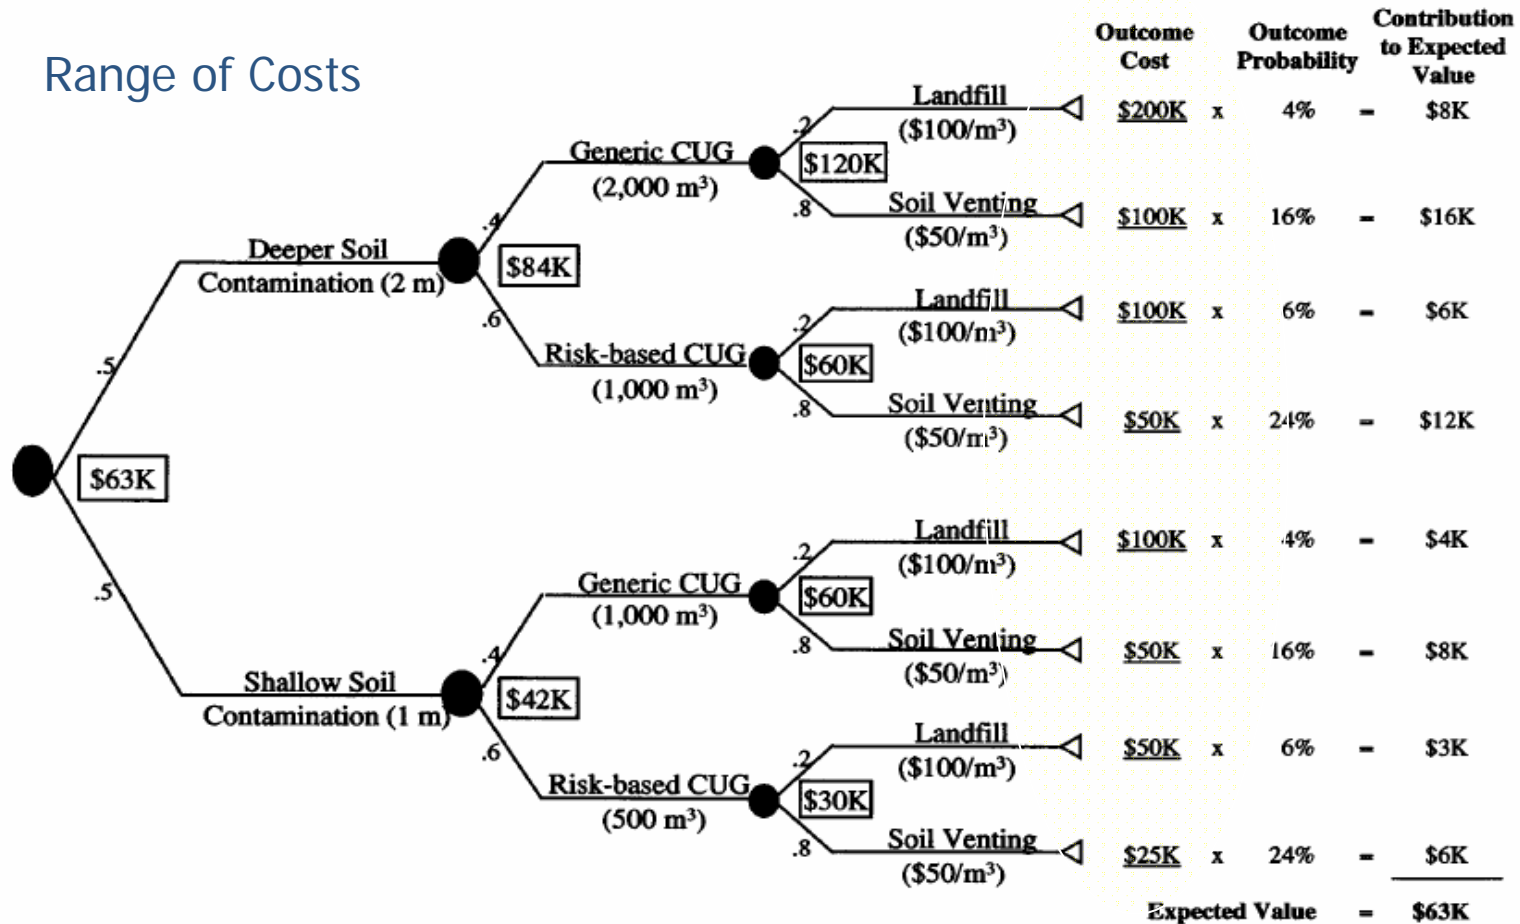 Range of Costs
Outcome Cost
Outcome Probability
Contribution to Expected Value
Landfill
($100/m³)
.2
$200K x 4% = $8K
Generic CUG
(2,000 m³)
$120K
.8
Soil Venting
($50/m³)
$100K x 16% = $16K
.4
Deeper Soil
Contamination (2 m)
$84K
.6
Landfill
($100/m³)
.2
$100K x 6% = $6K
Risk-based CUG
(1,000 m³)
$60K
.8
Soil Venting
($50/m³)
$50K x 24% = $12K
.5
$63K
.5
Landfill
($100/m³)
.2
$100K x 4% = $4K
Generic CUG
(1,000 m³)
$60K
.8
Soil Venting
($50/m³)
$50K x 16% = $8K
.4
Shallow Soil
Contamination (1 m)
$42K
.6
Landfill
($100/m³)
.2
$50K x 6% = $3K
Risk-based CUG
(500 m³)
$30K
.8
Soil Venting
($50/m³)
$25K x 24% = $6K
Expected Value = $63K